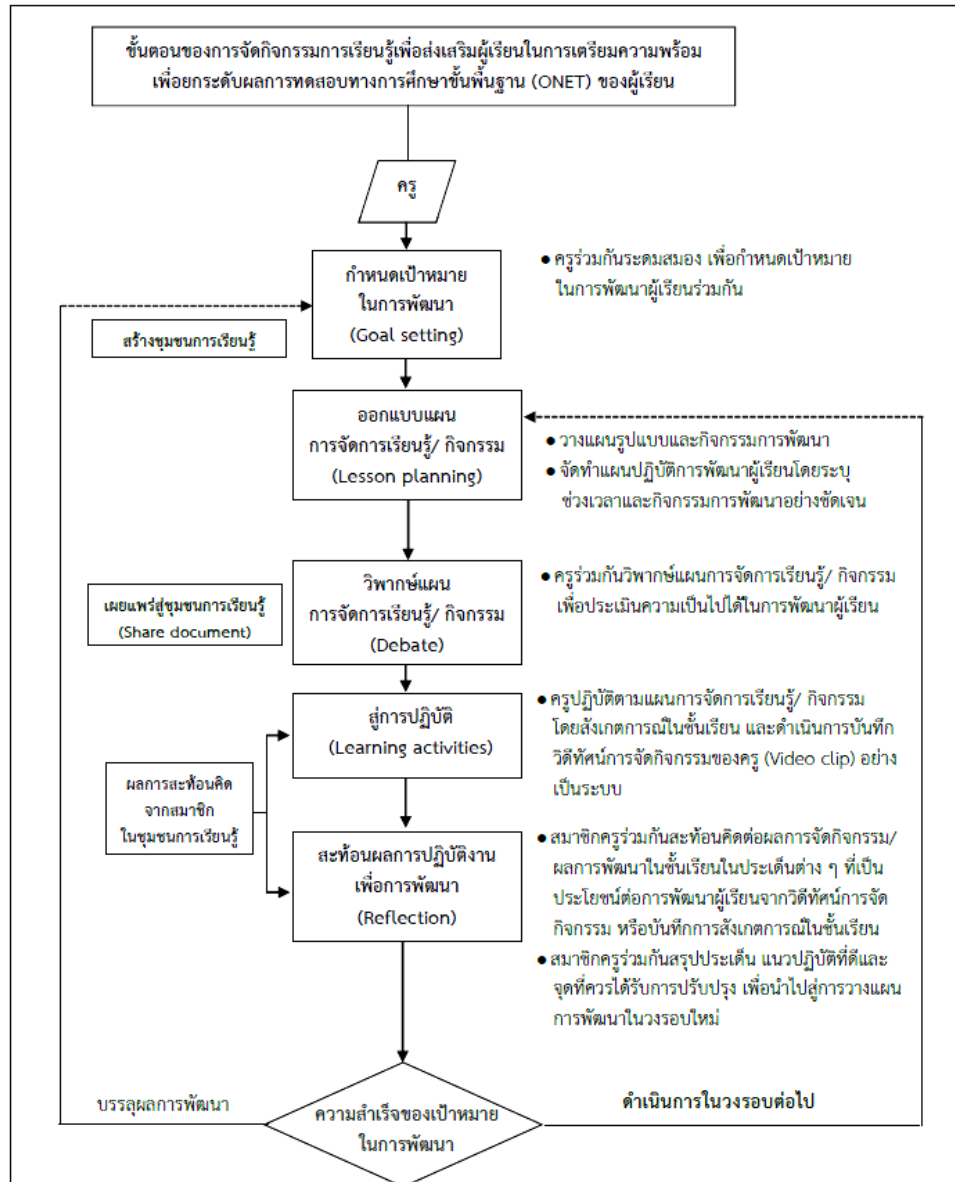 ขั้นตอนของการจัดกิจกรรมการเรียนรู้เพื่อส่งเสริมผู้เรียนในการเตรียมความพร้อม
เพื่อยกระดับผลการทดสอบทางการศึกษาขั้นพื้นฐาน (ONET) ของผู้เรียน
ครู
กำหนดเป้าหมาย
ในการพัฒนา
(Goal setting)
● ครูร่วมกันระดมสมอง เพื่อกำหนดเป้าหมาย
ในการพัฒนาผู้เรียนร่วมกัน
สร้างชุมชนการเรียนรู้
ออกแบบแผน
การจัดการเรียนรู้/ กิจกรรม
(Lesson planning)
● วางแผนรูปแบบและกิจกรรมการพัฒนา
● จัดทำแผนปฏิบัติการพัฒนาผู้เรียนโดยระบุ
ช่วงเวลาและกิจกรรมการพัฒนาอย่างชัดเจน
วิพากษ์แผน
การจัดการเรียนรู้/ กิจกรรม
(Debate)
● ครูร่วมกันวิพากษ์แผนการจัดการเรียนรู้/ กิจกรรม
เพื่อประเมินความเป็นไปได้ในการพัฒนาผู้เรียน
เผยแพร่สู่ชุมชนการเรียนรู้
(Share document)
สู่การปฏิบัติ
(Learning activities)
● ครูปฏิบัติตามแผนการจัดการเรียนรู้/ กิจกรรม
โดยสังเกตการณ์ในชั้นเรียน และดำเนินการบันทึก
วิดีทัศน์การจัดกิจกรรมของครู (Video clip) อย่าง
เป็นระบบ
ผลการสะท้อนคิด
จากสมาชิก
ในชุมชนการเรียนรู้
สะท้อนผลการปฏิบัติงาน
เพื่อการพัฒนา
(Reflection)
● สมาชิกครูร่วมกันสะท้อนคิดต่อผลการจัดกิจกรรม/
ผลการพัฒนาในชั้นเรียนในประเด็นต่าง ๆ ที่เป็น
ประโยชน์ต่อการพัฒนาผู้เรียนจากวิดีทัศน์การจัด
กิจกรรม หรือบันทึกการสังเกตการณ์ในชั้นเรียน
● สมาชิกครูร่วมกันสรุปประเด็น แนวปฏิบัติที่ดีและ
จุดที่ควรได้รับการปรับปรุง เพื่อนำไปสู่การวางแผน
การพัฒนาในวงรอบใหม่
บรรลุผลการพัฒนา
ความสำเร็จของเป้าหมาย
ในการพัฒนา
ดำเนินการในวงรอบต่อไป